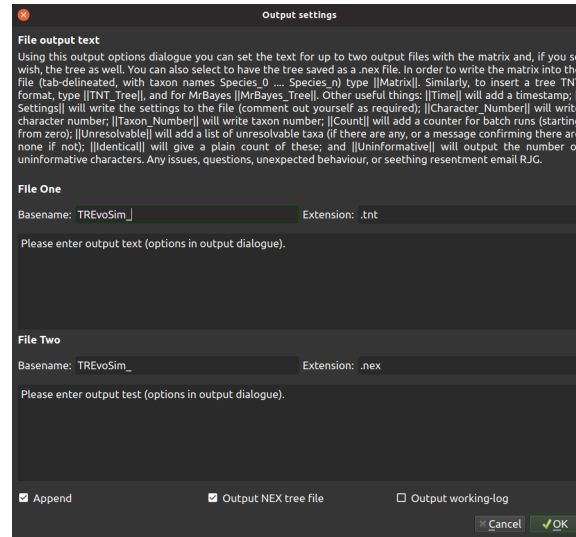 Output settings
File output text
Using this output options dialogue you can set the text for up to two output files with the matrix and, if you
wish, the tree as well. You can also select to have the tree saved as a .nex file. In order to write the matrix into
file (tab-delineated, with taxon names Species_0 .... Species_n) type ||Matrix||. Similarly, to insert a tree
format, type ||TNT_Tree||, and for MrBayes ||MrBayes_Tree||. Other useful things: ||Time|| will add a timestamp;
Settings|| will write the settings to the file (comment out yourself as required); ||Character_Number|| will
character number; ||Taxon_Number|| will write taxon number; ||Count|| will add a counter for batch runs (starting
from zero); ||Unresolvable|| will add a list of unresolvable taxa (if there are any, or a message confirming there
none if not); ||Identical|| will give a plain count of these; and ||Uninformative|| will output the number
uninformative characters. Any issues, questions, unexpected behaviour, or seething resentment email RJG.
File One
Basename: TREvoSim_ Extension: .tnt
Please enter output text (options in output dialogue).
File Two
Basename: TREvoSim_ Extension: .nex
Please enter output test (options in output dialogue).
Append Output NEX tree file Output working-log
Cancel OK